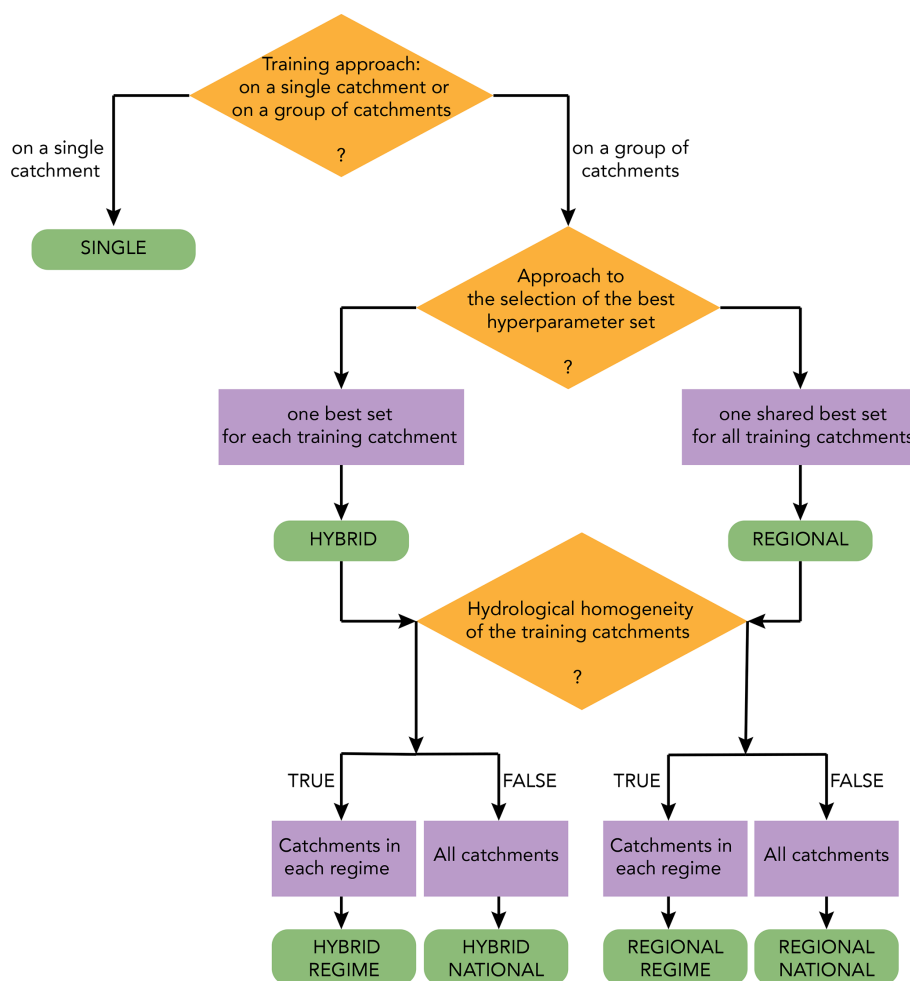 Training approach:
on a single catchment or
on a group of catchments
?
on a single
catchment
on a group of
catchments
SINGLE
Approach to
the selection of the best
hyperparameter set
?
one best set
for each training catchment
one shared best set
for all training catchments
HYBRID
REGIONAL
Hydrological homogeneity
of the training catchments
?
TRUE
FALSE
TRUE
FALSE
Catchments in
each regime
All catchments
Catchments in
each regime
All catchments
HYBRID
REGIME
HYBRID
NATIONAL
REGIONAL
REGIME
REGIONAL
NATIONAL